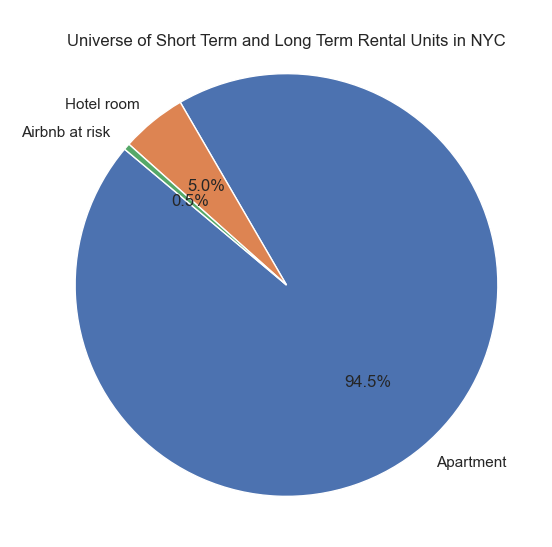 Universe of Short Term and Long Term Rental Units in NYC
Hotel room
Airbnb at risk
5.0%
0.5%
94.5%
Apartment